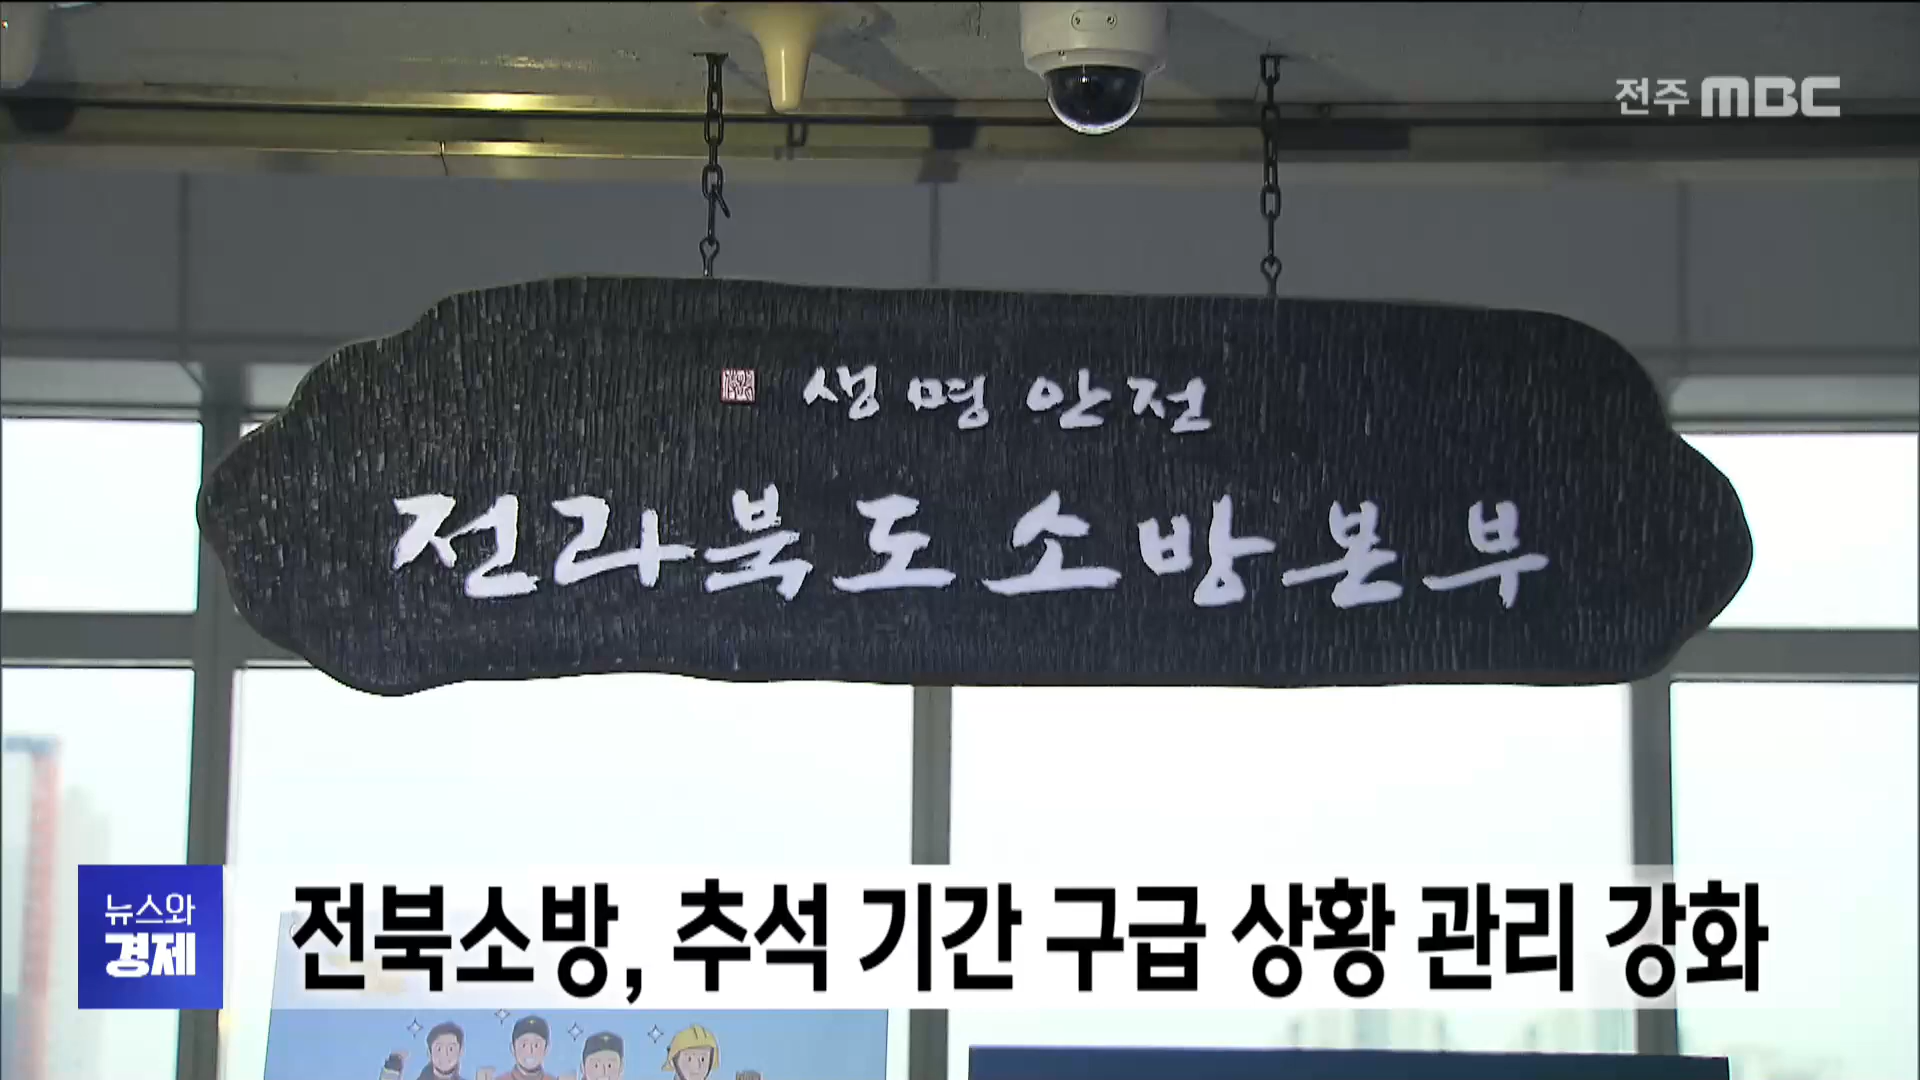 전주 MBC
생명안전
전라북도소방본부
뉴스와
경제
전북소방, 추석 기간 구급 상황 관리 강화